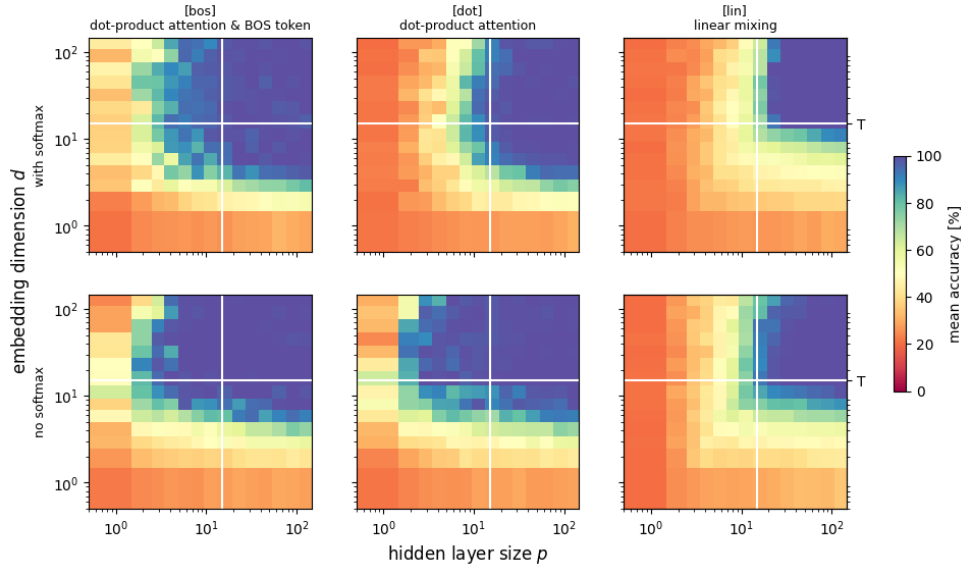 [bos]
dot-product attention & BOS token
[dot]
dot-product attention
[lin]
linear mixing
10²
10¹
10⁰
with softmax
T
10²
10¹
10⁰
no softmax
T
embedding dimension d
10⁰
10¹
10²
10⁰
10¹
10²
10⁰
10¹
10²
hidden layer size p
100
80
60
40
20
0
mean accuracy [%]